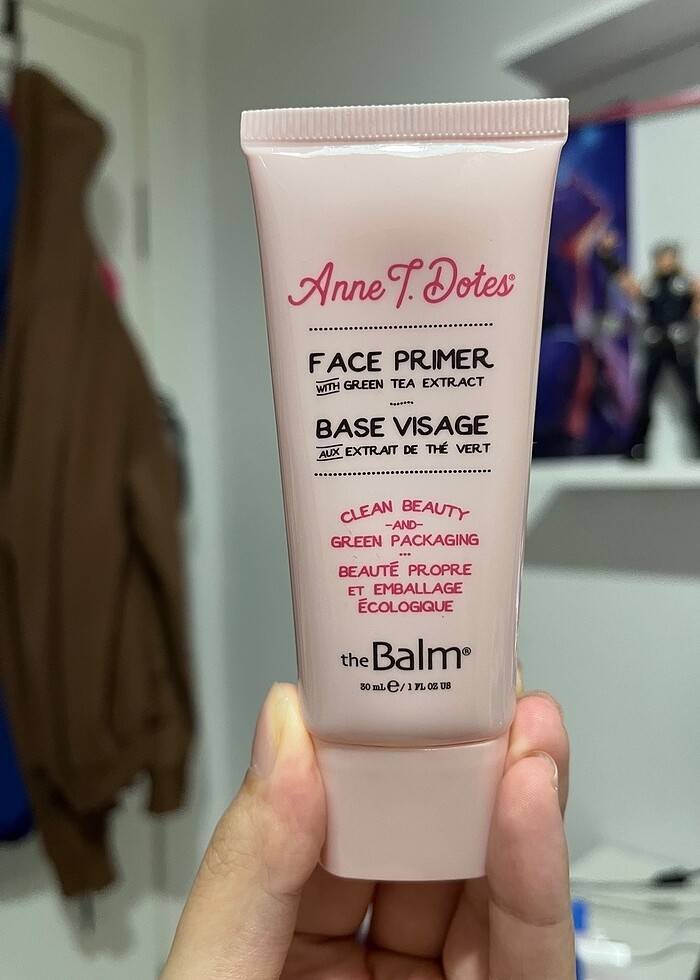 Anne T. Dotes®
FACE PRIMER
WITH GREEN TEA EXTRACT
BASE VISAGE
AUX EXTRAIT DE THÉ VERT
CLEAN BEAUTY
-AND-
GREEN PACKAGING
BEAUTÉ PROPRE
ET EMBALLAGE
ÉCOLOGIQUE
theBalm®
30 mL ℮ / 1 FL OZ US